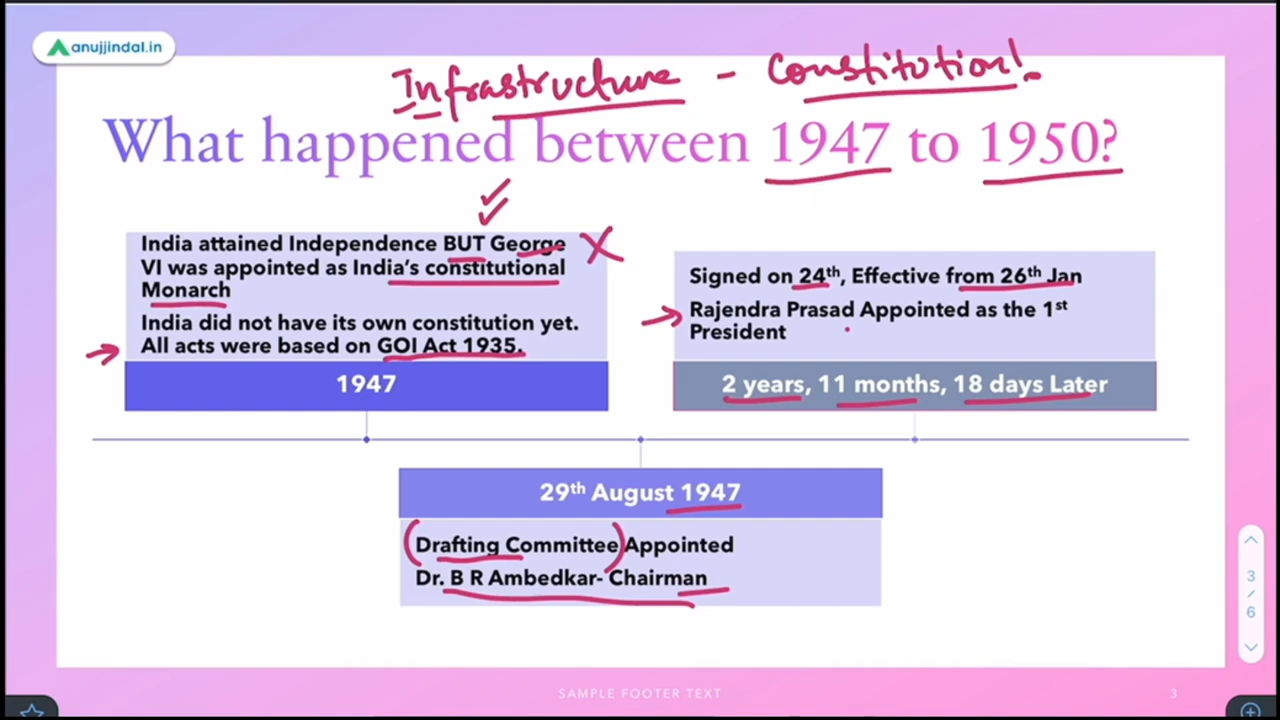 anujjindal.in
Infrastructure - Constitution!
What happened between 1947 to 1950?
India attained Independence BUT George
VI was appointed as India's constitutional
Monarch
India did not have its own constitution yet.
All acts were based on GOI Act 1935.
1947
Signed on 24th, Effective from 26th Jan
Rajendra Prasad Appointed as the 1st
President
2 years, 11 months, 18 days Later
29th August 1947
(Drafting Committee) Appointed
Dr. B R Ambedkar- Chairman
3
/
6
SAMPLE FOOTER TEXT
3